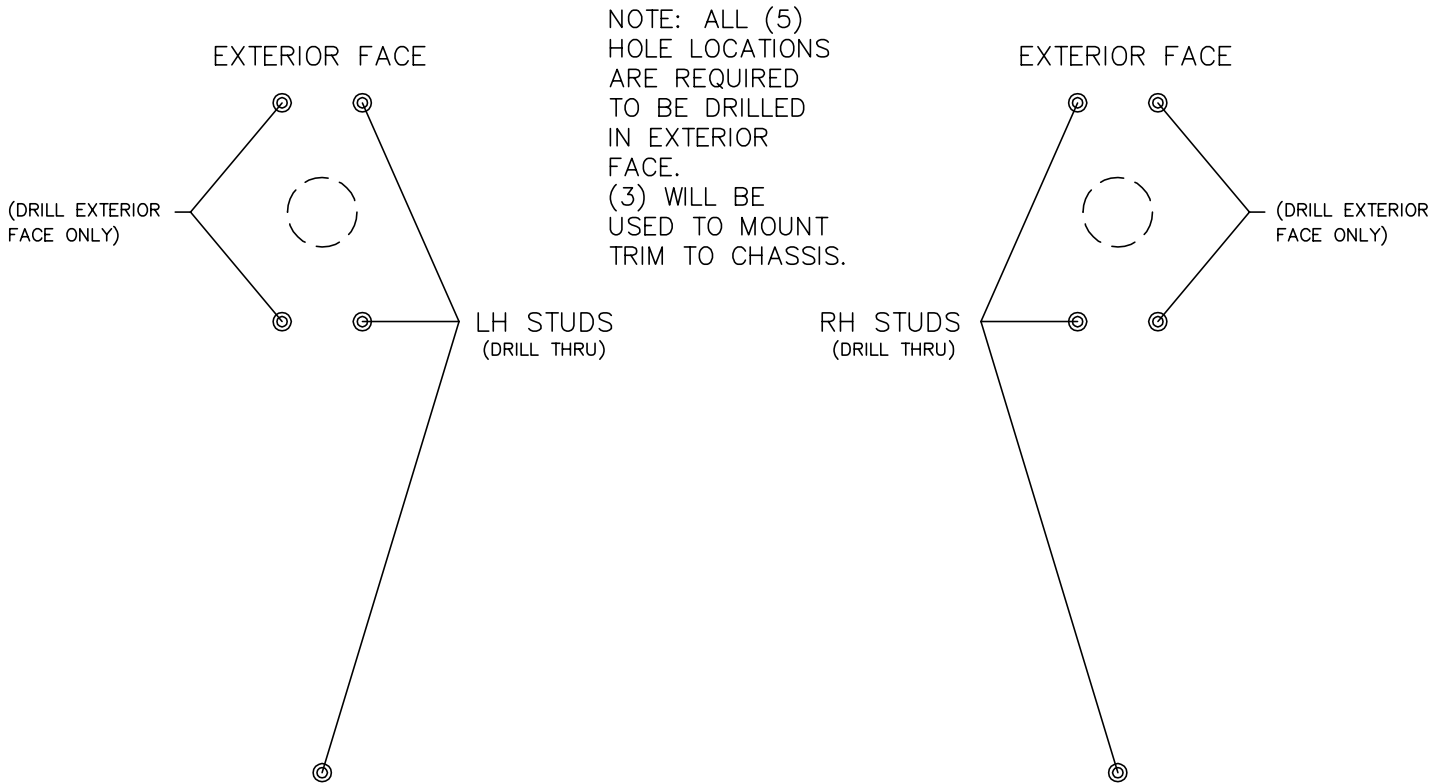 NOTE: ALL (5)
HOLE LOCATIONS
ARE REQUIRED
TO BE DRILLED
IN EXTERIOR
FACE.
(3) WILL BE
USED TO MOUNT
TRIM TO CHASSIS.
EXTERIOR FACE
(DRILL EXTERIOR
FACE ONLY)
LH STUDS
(DRILL THRU)
EXTERIOR FACE
(DRILL EXTERIOR
FACE ONLY)
RH STUDS
(DRILL THRU)